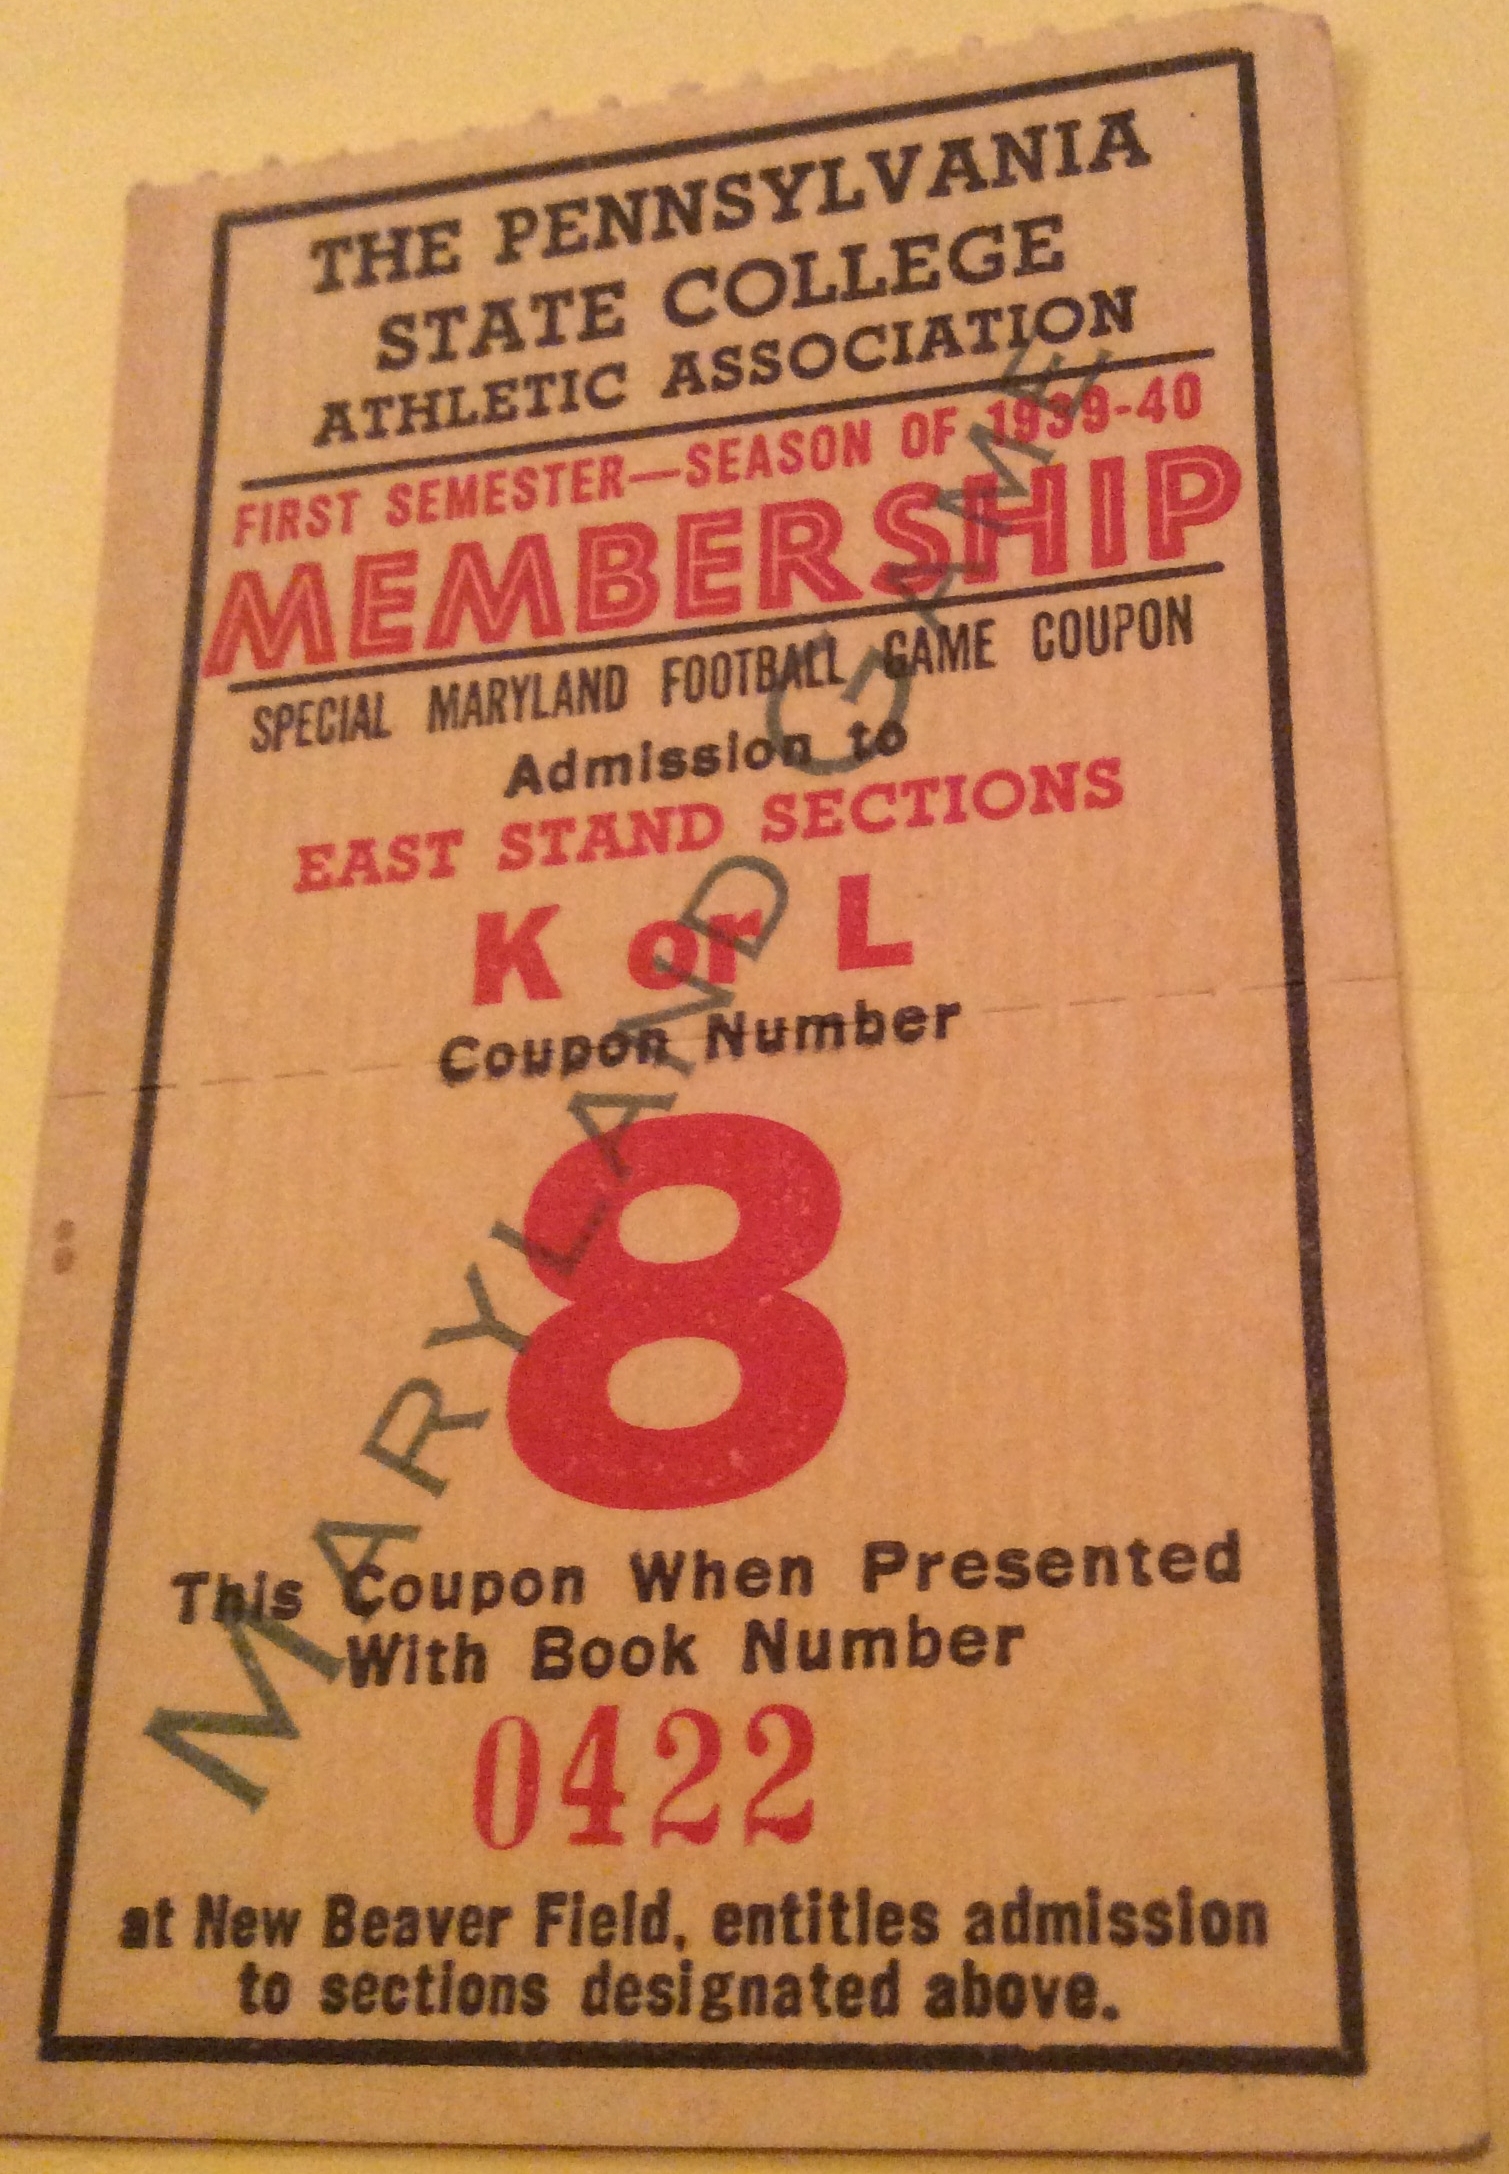 THE PENNSYLVANIA
STATE COLLEGE
ATHLETIC ASSOCIATION
FIRST SEMESTER—SEASON OF 1939-40
MEMBERSHIP
SPECIAL MARYLAND FOOTBALL GAME COUPON
Admission to
EAST STAND SECTIONS
K or L
Coupon Number
8
This Coupon When Presented
With Book Number
0422
at New Beaver Field, entitles admission
to sections designated above.
MARYLAND GAME